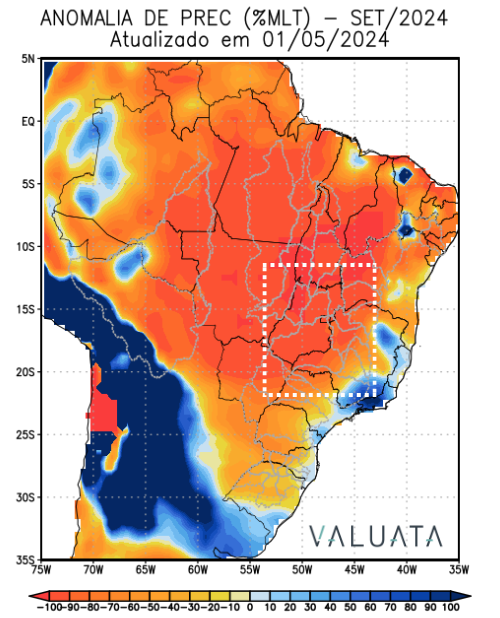 ANOMALIA DE PREC (%MLT) – SET/2024
Atualizado em 01/05/2024
5N
EQ
5S
10S
15S
20S
25S
30S
35S
VALUATA
75W 70W 65W 60W 55W 50W 45W 40W 35W
-100 -90 -80 -70 -60 -50 -40 -30 -20 -10 0 10 20 30 40 50 60 70 80 90 100